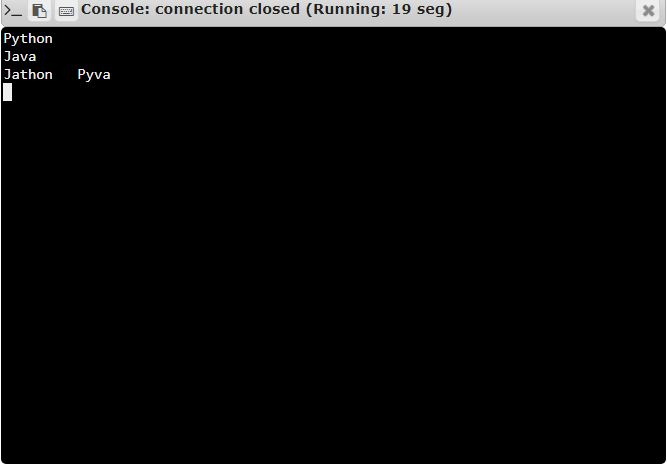 >_ Console: connection closed (Running: 19 seg)
Python
Java
Jathon   Pyva